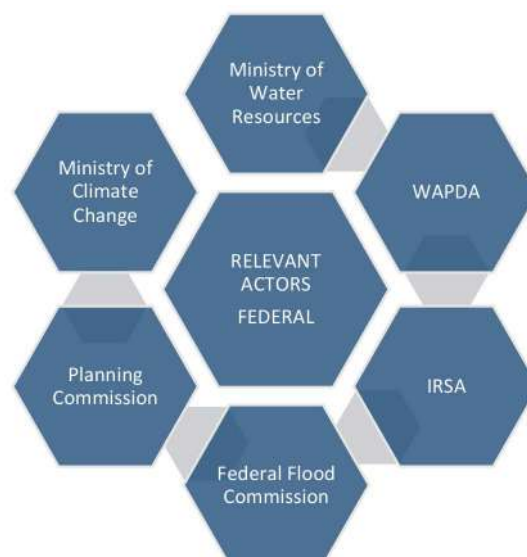 Ministry of
Water
Resources
Ministry of
Climate
Change
WAPDA
RELEVANT
ACTORS
FEDERAL
Planning
Commission
IRSA
Federal Flood
Commission